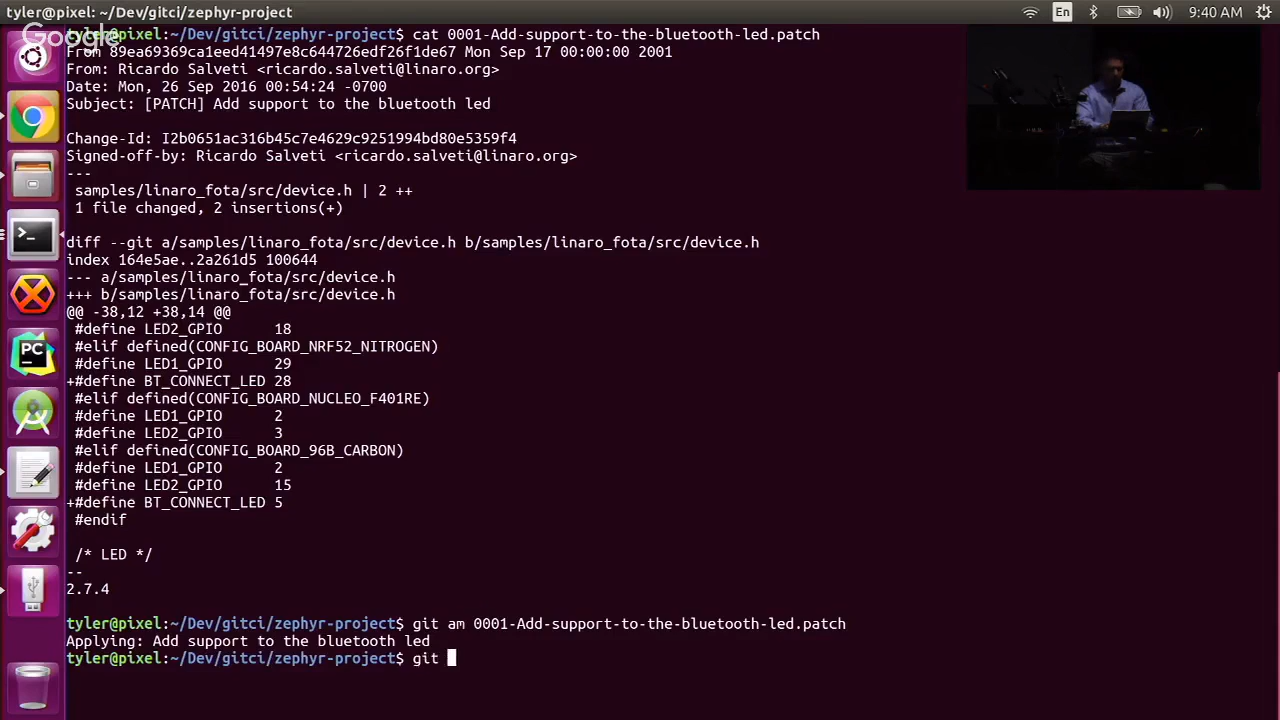 tyler@pixel:~/Dev/gitci/zephyr-project
En
9:40 AM
Google
tyler@pixel:~/Dev/gitci/zephyr-project$ cat 0001-Add-support-to-the-bluetooth-led.patch
From 89ea69369ca1eed41497e8c644726edf26f1de67 Mon Sep 17 00:00:00 2001
From: Ricardo Salveti <ricardo.salveti@linaro.org>
Date: Mon, 26 Sep 2016 00:54:24 -0700
Subject: [PATCH] Add support to the bluetooth led
Change-Id: I2b0651ac316b45c7e4629c9251994bd80e5359f4
Signed-off-by: Ricardo Salveti <ricardo.salveti@linaro.org>
---
samples/linaro_fota/src/device.h | 2 ++
1 file changed, 2 insertions(+)
diff --git a/samples/linaro_fota/src/device.h b/samples/linaro_fota/src/device.h
index 164e5ae..2a261d5 100644
--- a/samples/linaro_fota/src/device.h
+++ b/samples/linaro_fota/src/device.h
@@ -38,12 +38,14 @@
#define LED2_GPIO 18
#elif defined(CONFIG_BOARD_NRF52_NITROGEN)
#define LED1_GPIO 29
+#define BT_CONNECT_LED 28
#elif defined(CONFIG_BOARD_NUCLEO_F401RE)
#define LED1_GPIO 2
#define LED2_GPIO 3
#elif defined(CONFIG_BOARD_96B_CARBON)
#define LED1_GPIO 2
#define LED2_GPIO 15
+#define BT_CONNECT_LED 5
#endif
/* LED */
--
2.7.4
tyler@pixel:~/Dev/gitci/zephyr-project$ git am 0001-Add-support-to-the-bluetooth-led.patch
Applying: Add support to the bluetooth led
tyler@pixel:~/Dev/gitci/zephyr-project$ git
PC